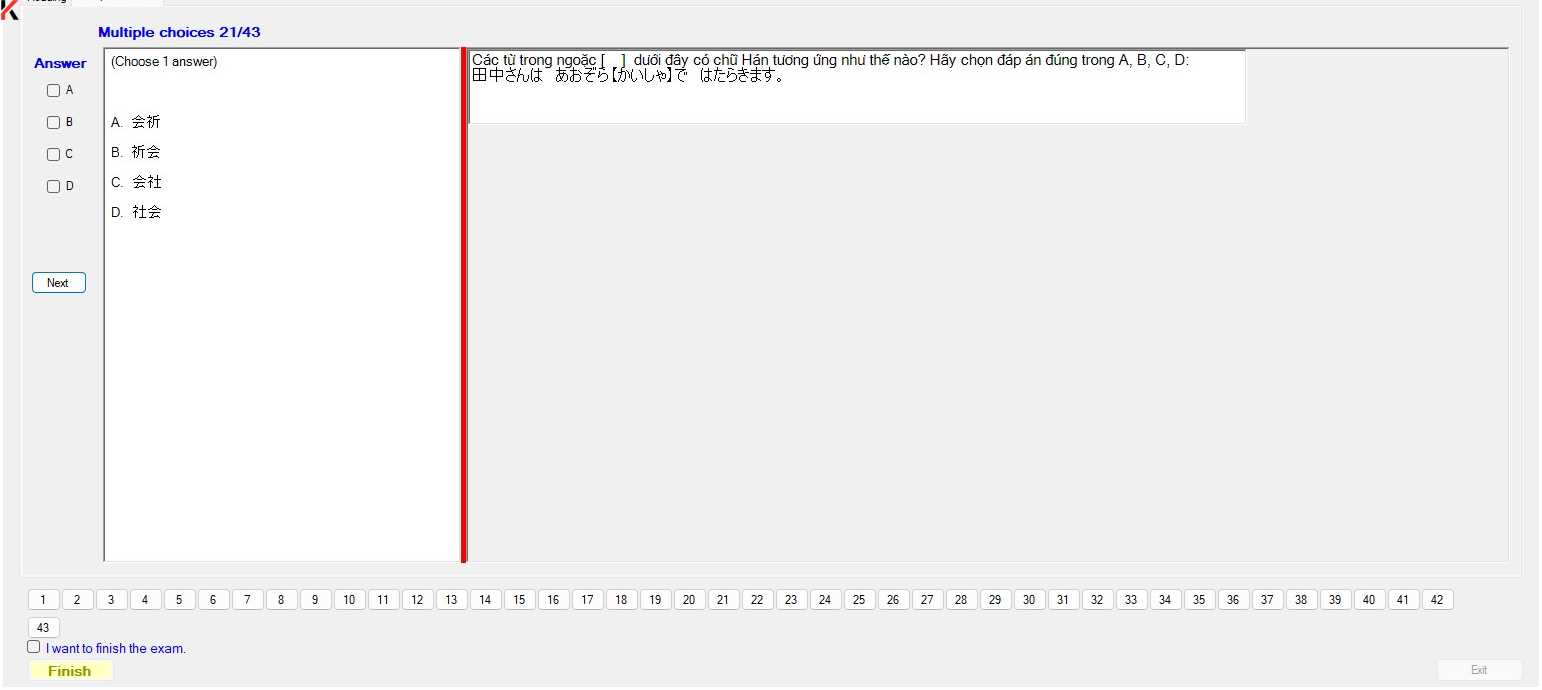 Multiple choices 21/43
Answer
A
B
C
D
Next
(Choose 1 answer)
A. 会祈
B. 祈会
C. 会社
D. 社会
Các từ trong ngoặc [ ] dưới đây có chữ Hán tương ứng như thế nào? Hãy chọn đáp án đúng trong A, B, C, D:
田中さんは あおぞら【かいしゃ】で はたらきます。
1 2 3 4 5 6 7 8 9 10 11 12 13 14 15 16 17 18 19 20 21 22 23 24 25 26 27 28 29 30 31 32 33 34 35 36 37 38 39 40 41 42
43
I want to finish the exam.
Finish
Exit